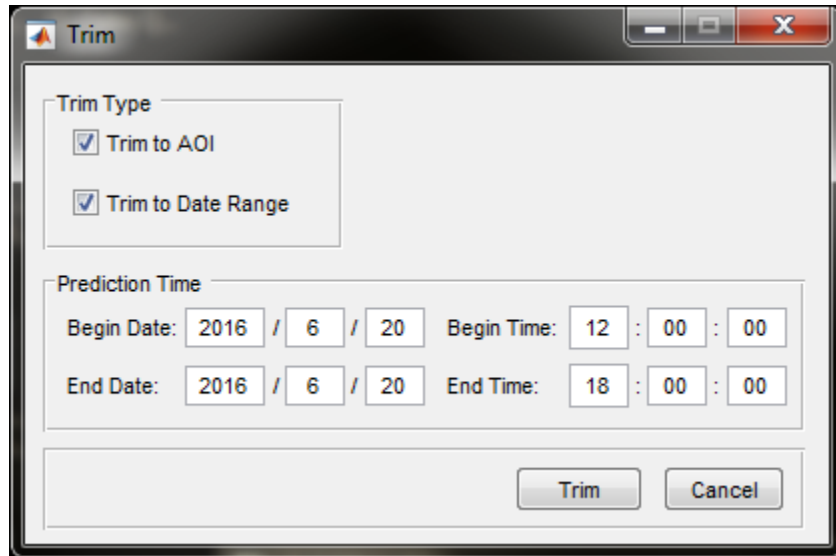 Trim
Trim Type
Trim to AOI
Trim to Date Range
Prediction Time
Begin Date: 2016 / 6 / 20 Begin Time: 12 : 00 : 00
End Date: 2016 / 6 / 20 End Time: 18 : 00 : 00
Trim Cancel